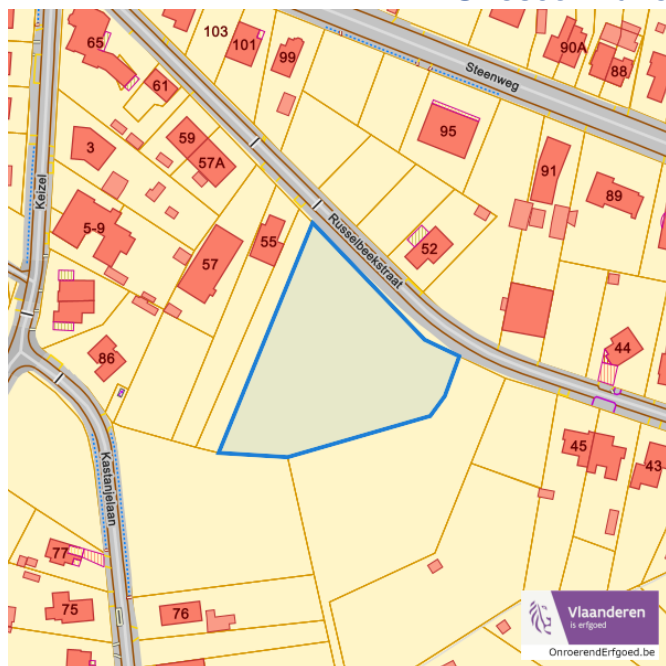 65
103
101
99
90A
88
Steenweg
61
95
59
57A
3
91
89
Keizel
5-9
Russelbeekstraat
55
52
57
86
44
45
43
Kastanjelaan
77
75
76
Vlaanderen
is erfgoed
OnroerendErfgoed.be